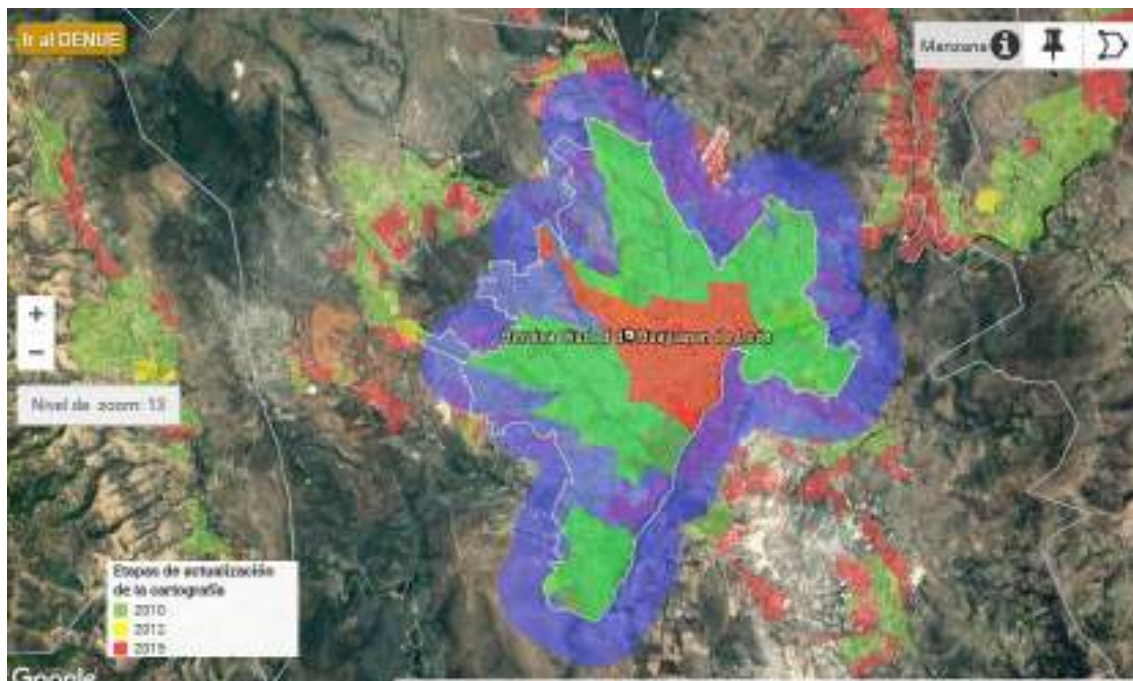 Ir al DENUE
Manzana
+
−
Nivel de zoom: 13
Etapas de actualización
de la cartografía
2010
2012
2015
Google